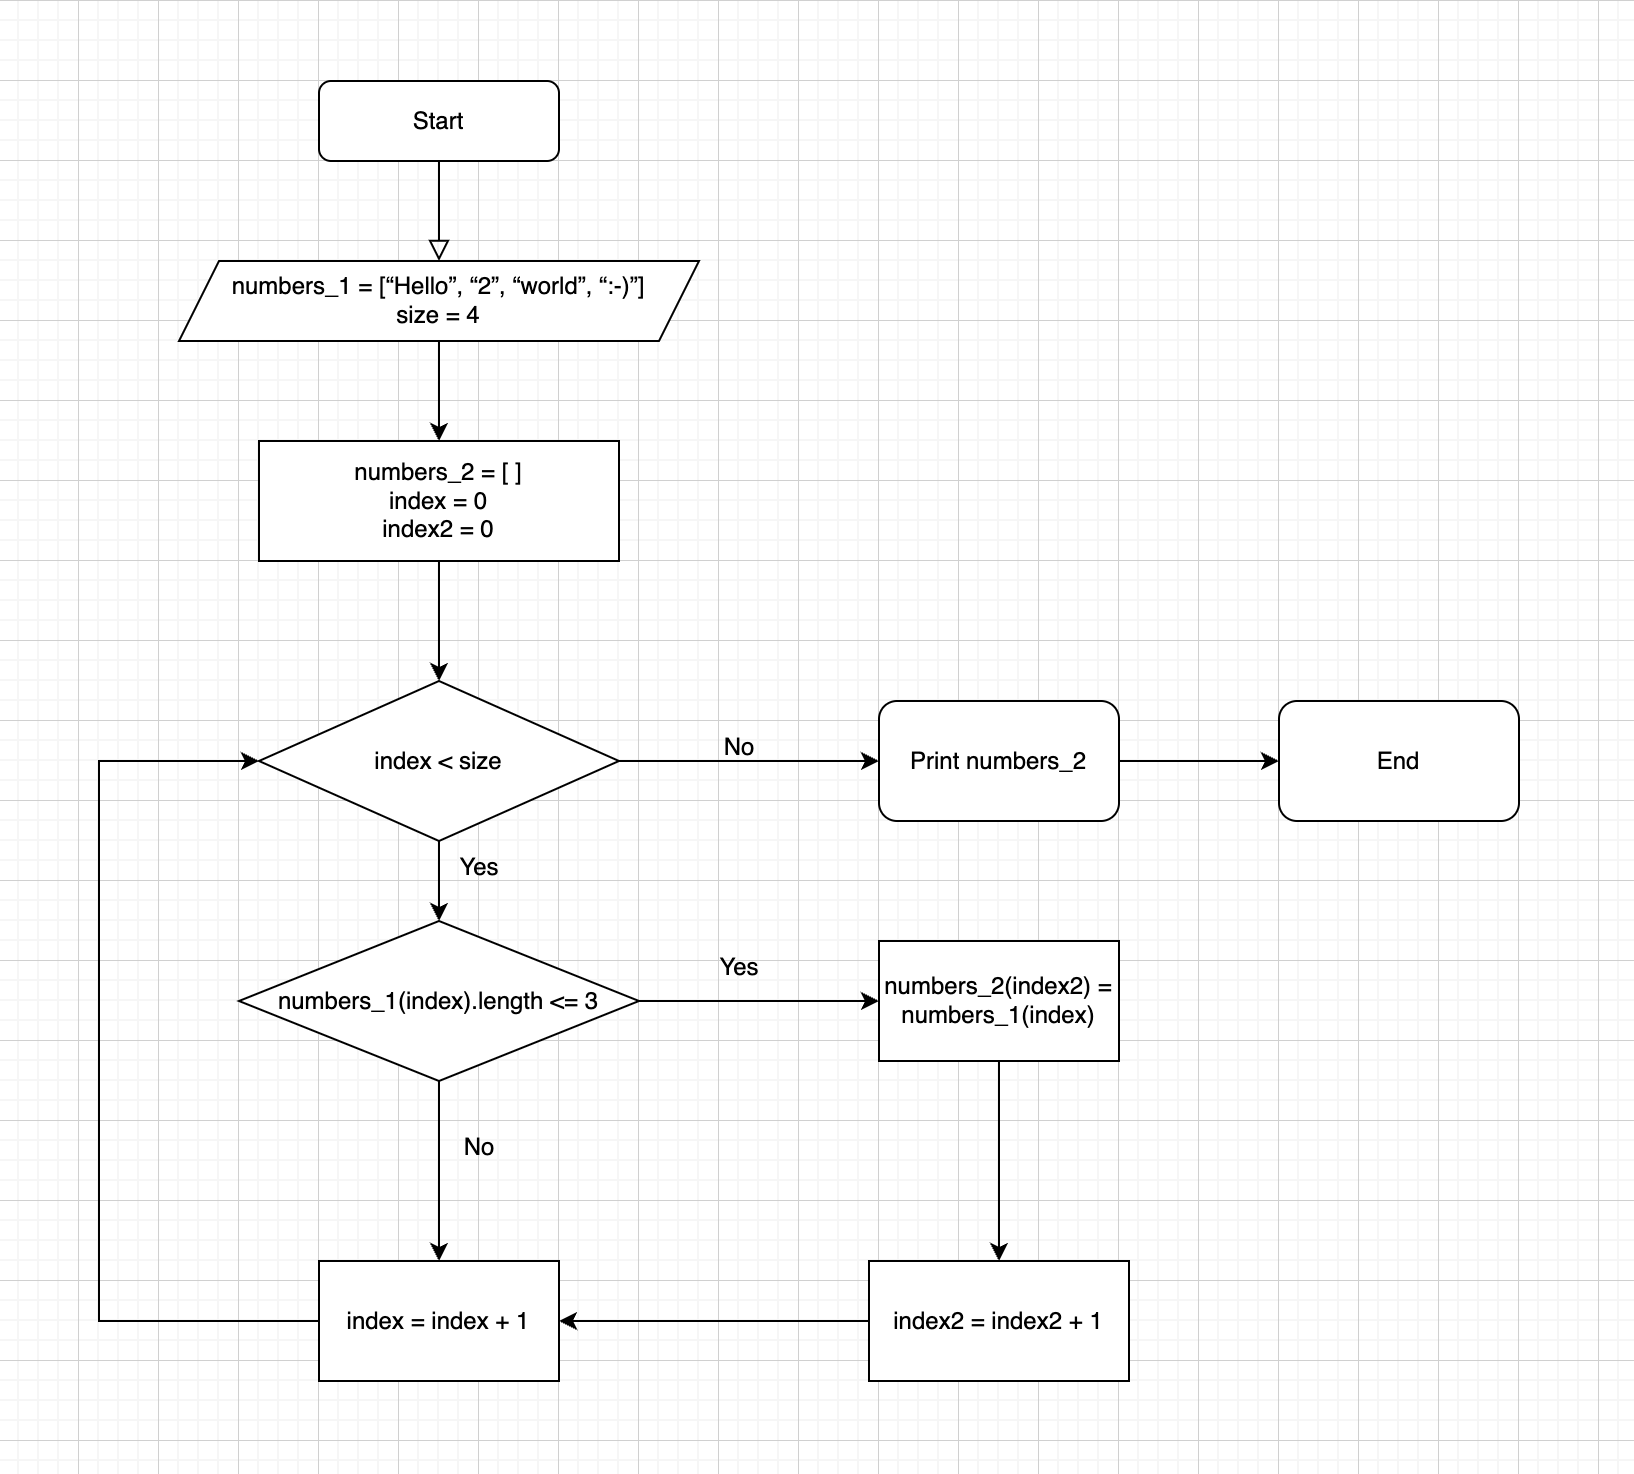 Start
numbers_1 = [“Hello”, “2”, “world”, “:-)”]
size = 4
numbers_2 = [ ]
index = 0
index2 = 0
index < size
No
Print numbers_2
End
Yes
numbers_1(index).length <= 3
Yes
numbers_2(index2) =
numbers_1(index)
No
index = index + 1
index2 = index2 + 1